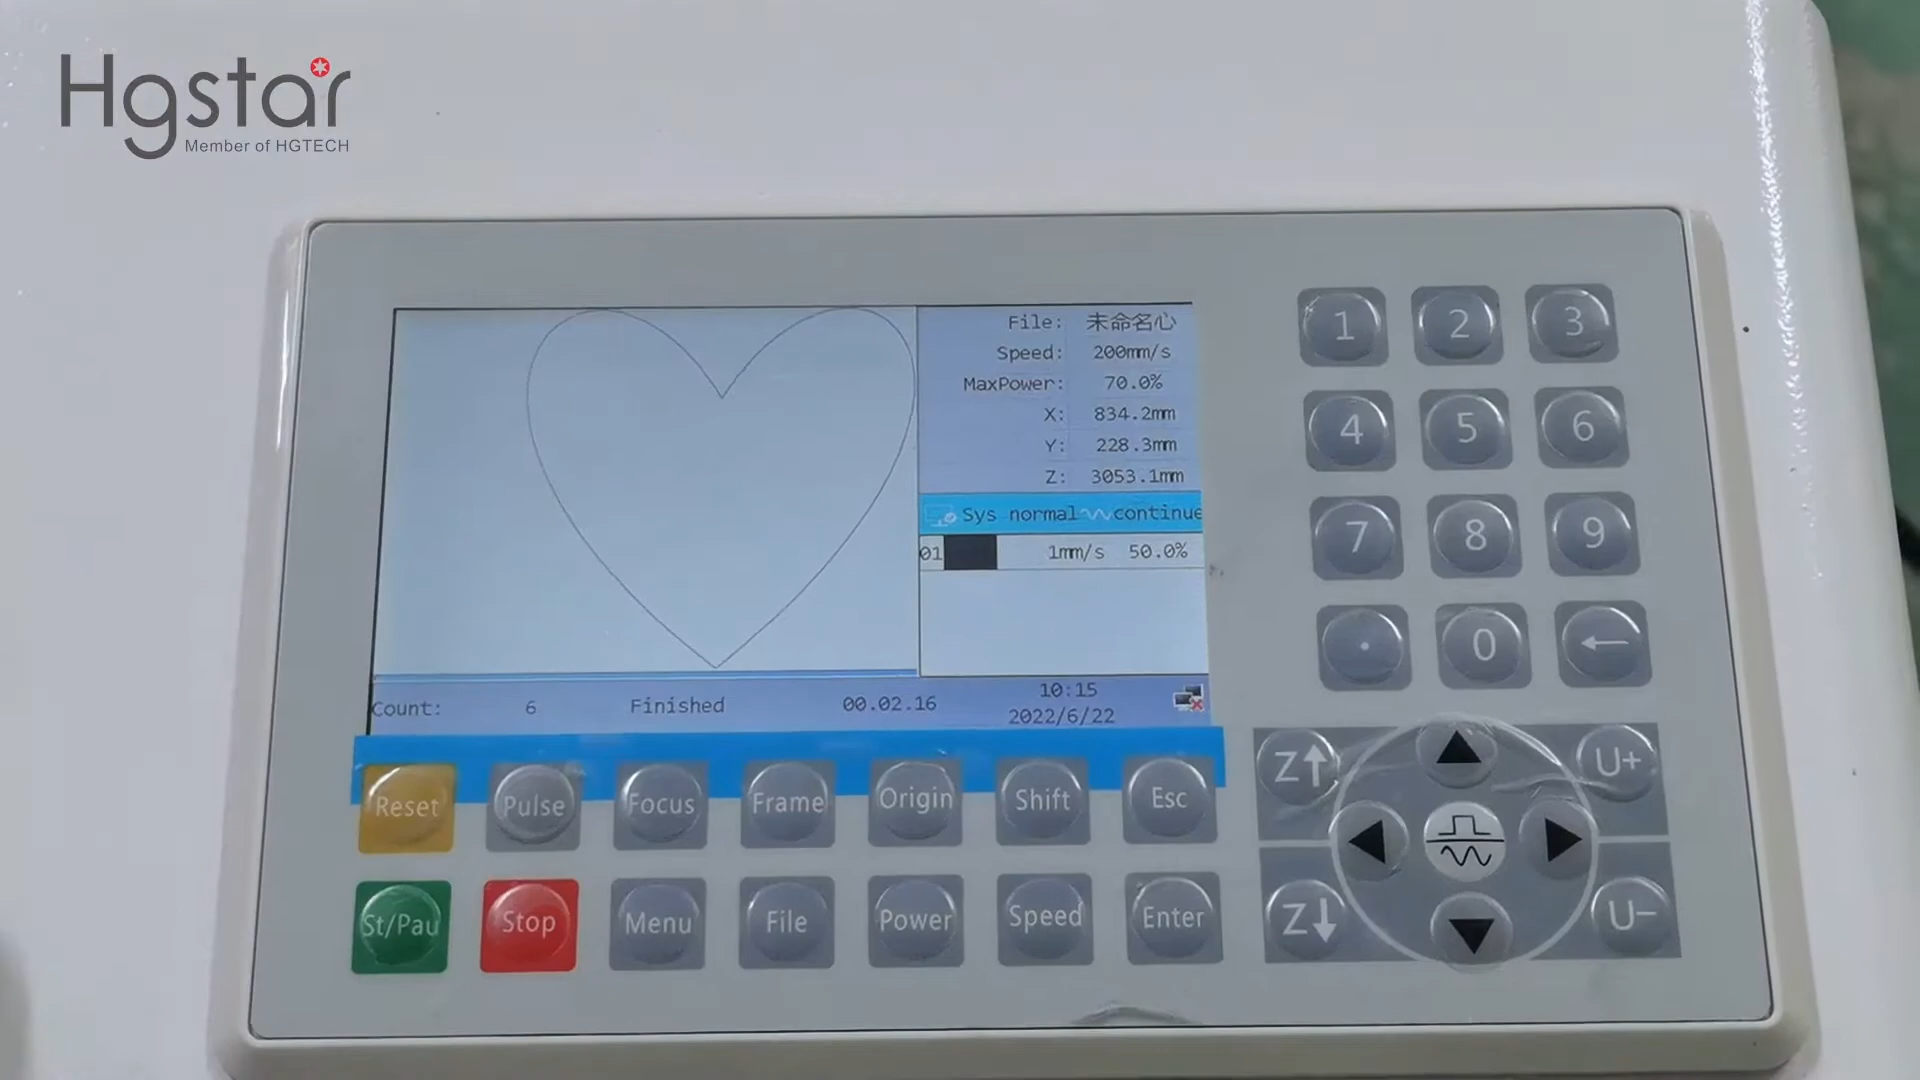 Hgstar
Member of HGTECH
File: 未命名心
Speed: 200mm/s
MaxPower: 70.0%
X: 834.2mm
Y: 228.3mm
Z: 3053.1mm
Sys normal continue
01 1mm/s 50.0%
Count: 6 Finished 00.02.16 10:15
2022/6/22
1 2 3
4 5 6
7 8 9
. 0 ←
Reset Pulse Focus Frame Origin Shift Esc
St/Pau Stop Menu File Power Speed Enter
Z↑ ▲ U+
◀ ▶
Z↓ ▼ U-